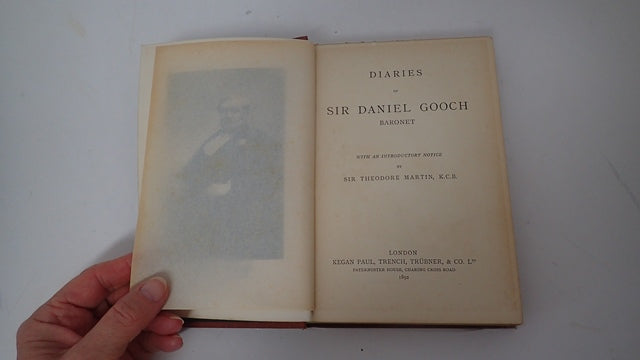 DIARIES
OF
SIR DANIEL GOOCH
BARONET
WITH AN INTRODUCTORY NOTICE
BY
SIR THEODORE MARTIN, K.C.B.
LONDON
KEGAN PAUL, TRENCH, TRÜBNER, & CO. Lᵀᴰ
PATERNOSTER HOUSE, CHARING CROSS ROAD
1892